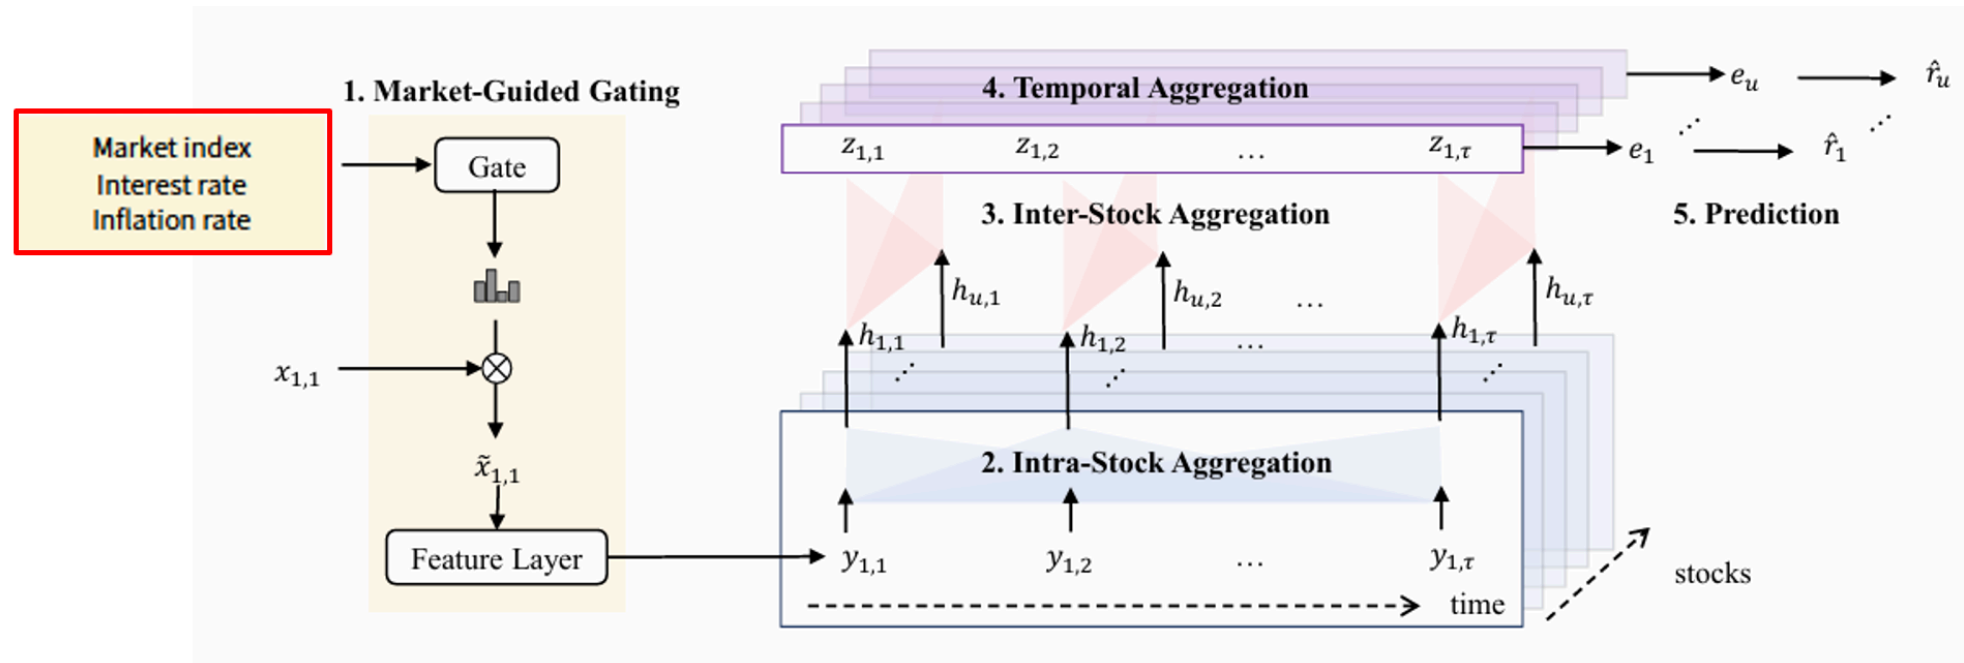 1. Market-Guided Gating
Market index
Interest rate
Inflation rate
Gate
x₁,₁
x̃₁,₁
Feature Layer
4. Temporal Aggregation
z₁,₁ z₁,₂ … z₁,τ
eᵤ r̂ᵤ
⋰ ⋰
e₁ r̂₁
3. Inter-Stock Aggregation
5. Prediction
hᵤ,₁ hᵤ,₂ … hᵤ,τ
h₁,₁ h₁,₂ … h₁,τ
⋰ ⋰ ⋰
2. Intra-Stock Aggregation
y₁,₁ y₁,₂ … y₁,τ
time
stocks